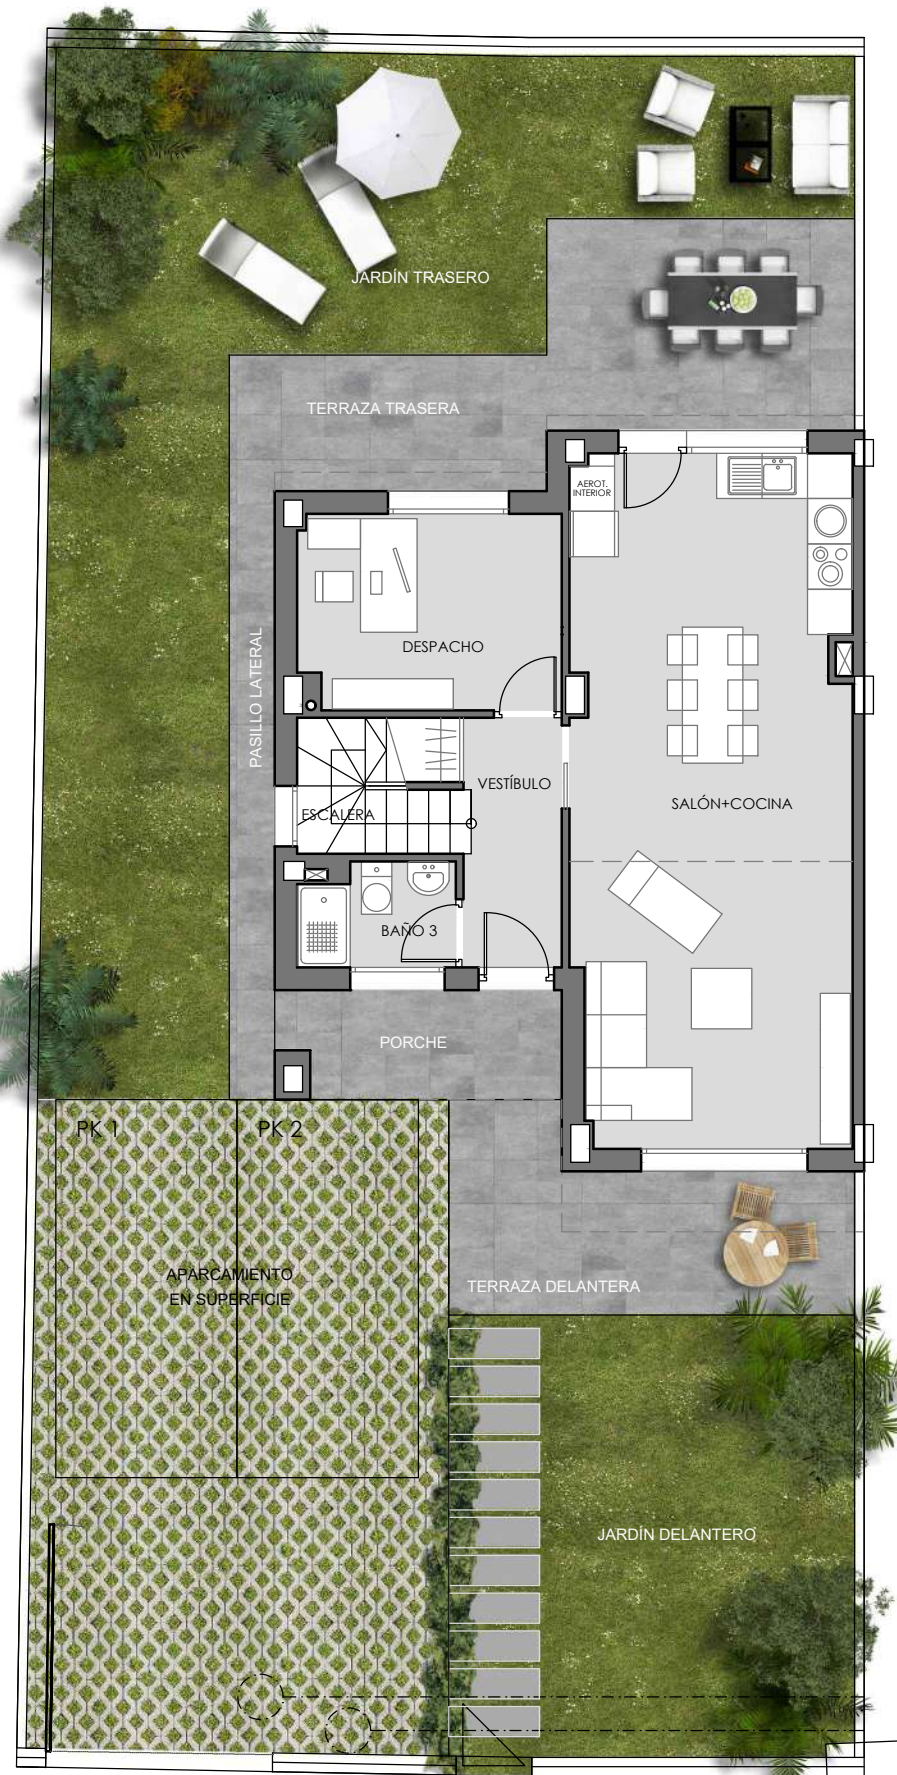 JARDÍN TRASERO
TERRAZA TRASERA
AEROT.
INTERIOR
DESPACHO
PASILLO LATERAL
VESTÍBULO
SALÓN+COCINA
ESCALERA
BAÑO 3
PORCHE
PK 1
PK 2
APARCAMIENTO
EN SUPERFICIE
TERRAZA DELANTERA
JARDÍN DELANTERO